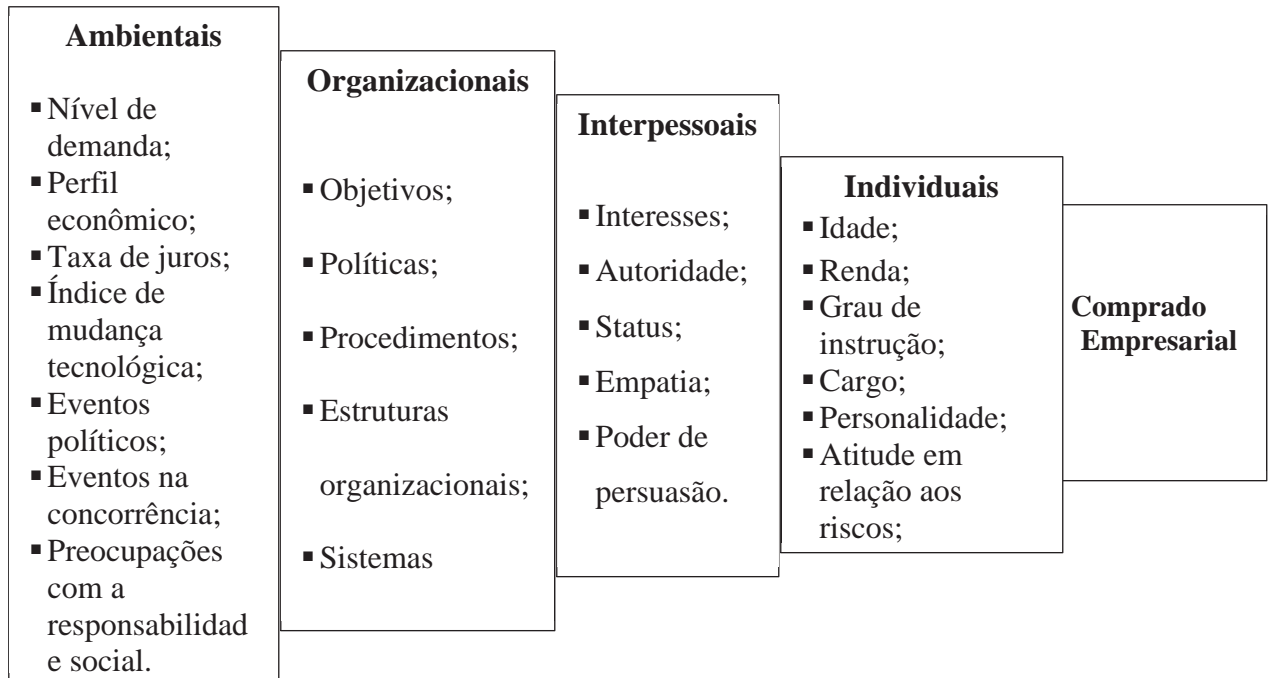 Ambientais
▪ Nível de
demanda;
▪ Perfil
econômico;
▪ Taxa de juros;
▪ Índice de
mudança
tecnológica;
▪ Eventos
políticos;
▪ Eventos na
concorrência;
▪ Preocupações
com a
responsabilidad
e social.
Organizacionais
▪ Objetivos;
▪ Políticas;
▪ Procedimentos;
▪ Estruturas
organizacionais;
▪ Sistemas
Interpessoais
▪ Interesses;
▪ Autoridade;
▪ Status;
▪ Empatia;
▪ Poder de
persuasão.
Individuais
▪ Idade;
▪ Renda;
▪ Grau de
instrução;
▪ Cargo;
▪ Personalidade;
▪ Atitude em
relação aos
riscos;
Comprado
Empresarial